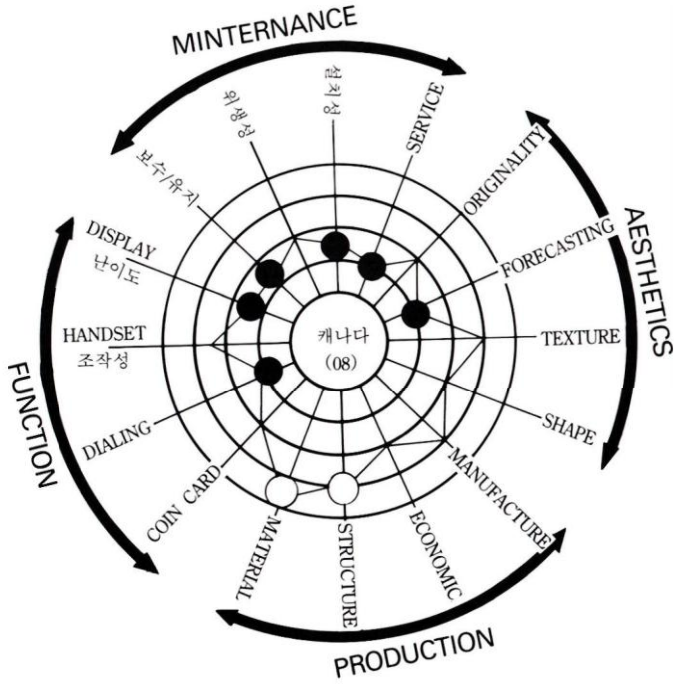 MINTERNANCE
보수/유지
위생성
설치성
SERVICE
AESTHETICS
ORIGINALITY
FORECASTING
TEXTURE
SHAPE
PRODUCTION
MANUFACTURE
ECONOMIC
STRUCTURE
MATERIAL
FUNCTION
COIN CARD
DIALING
HANDSET
조작성
DISPLAY
난이도
캐나다
(08)